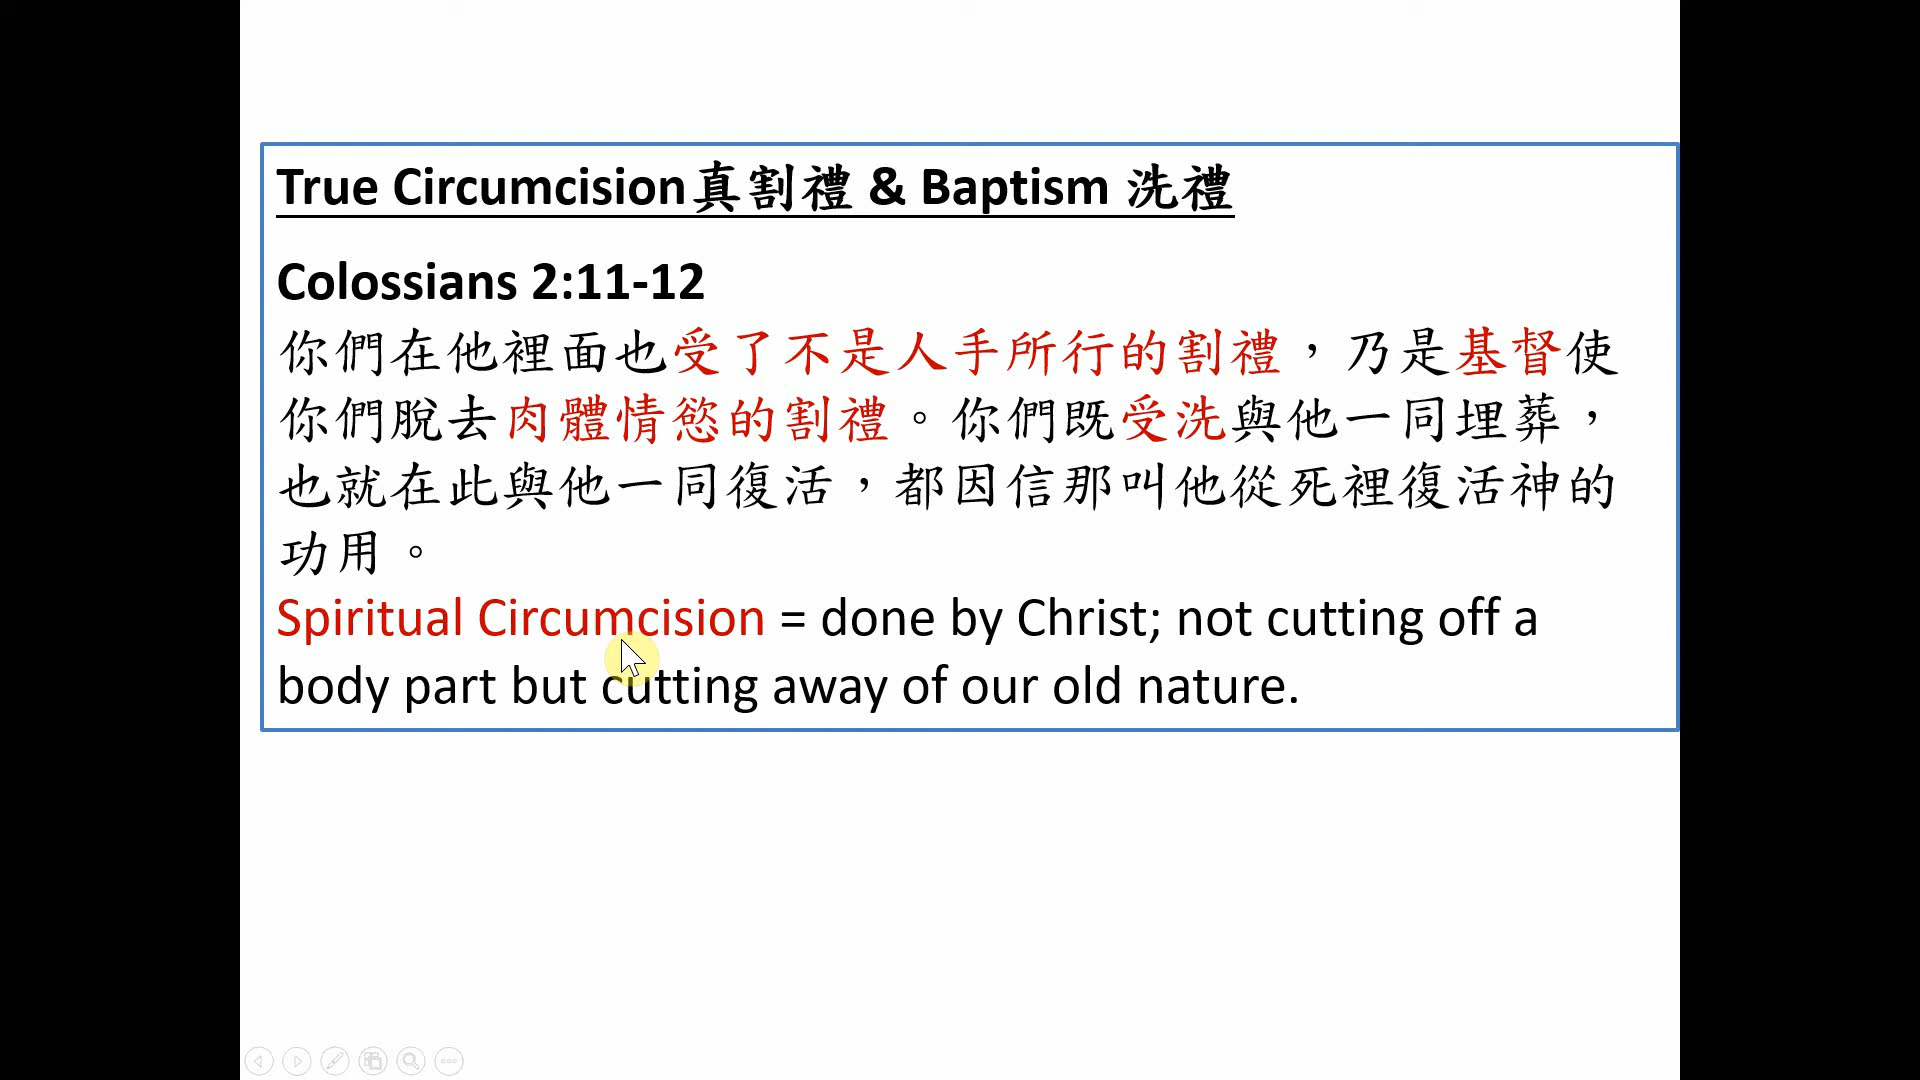 True Circumcision真割禮 & Baptism 洗禮
Colossians 2:11-12
你們在他裡面也受了不是人手所行的割禮，乃是基督使
你們脫去肉體情慾的割禮。你們既受洗與他一同埋葬，
也就在此與他一同復活，都因信那叫他從死裡復活神的
功用。
Spiritual Circumcision = done by Christ; not cutting off a
body part but cutting away of our old nature.